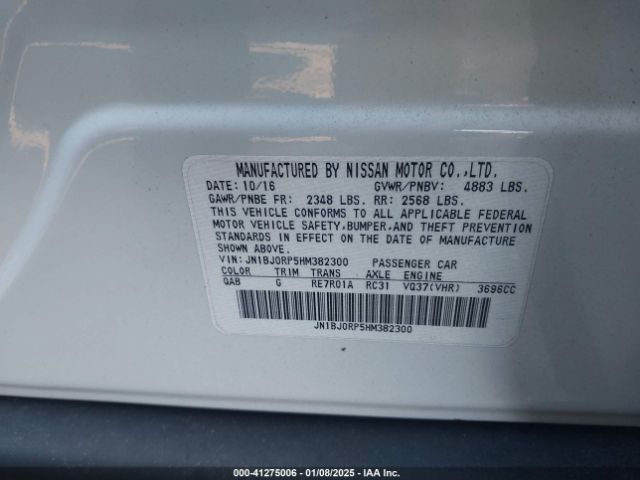 MANUFACTURED BY NISSAN MOTOR CO.,LTD.
DATE: 10/16 GVWR/PNBV: 4883 LBS.
GAWR/PNBE FR: 2348 LBS. RR: 2568 LBS.
THIS VEHICLE CONFORMS TO ALL APPLICABLE FEDERAL
MOTOR VEHICLE SAFETY,BUMPER,AND THEFT PREVENTION
STANDARDS IN EFFECT ON THE DATE OF MANUFACTURE
SHOWN ABOVE.
VIN: JN1BJ0RP5HM382300 PASSENGER CAR
COLOR TRIM TRANS AXLE ENGINE
QAB G RE7R01A RC31 VQ37(VHR) 3696CC
JN1BJ0RP5HM382300
000-41275006 - 01/08/2025 - IAA, Inc.